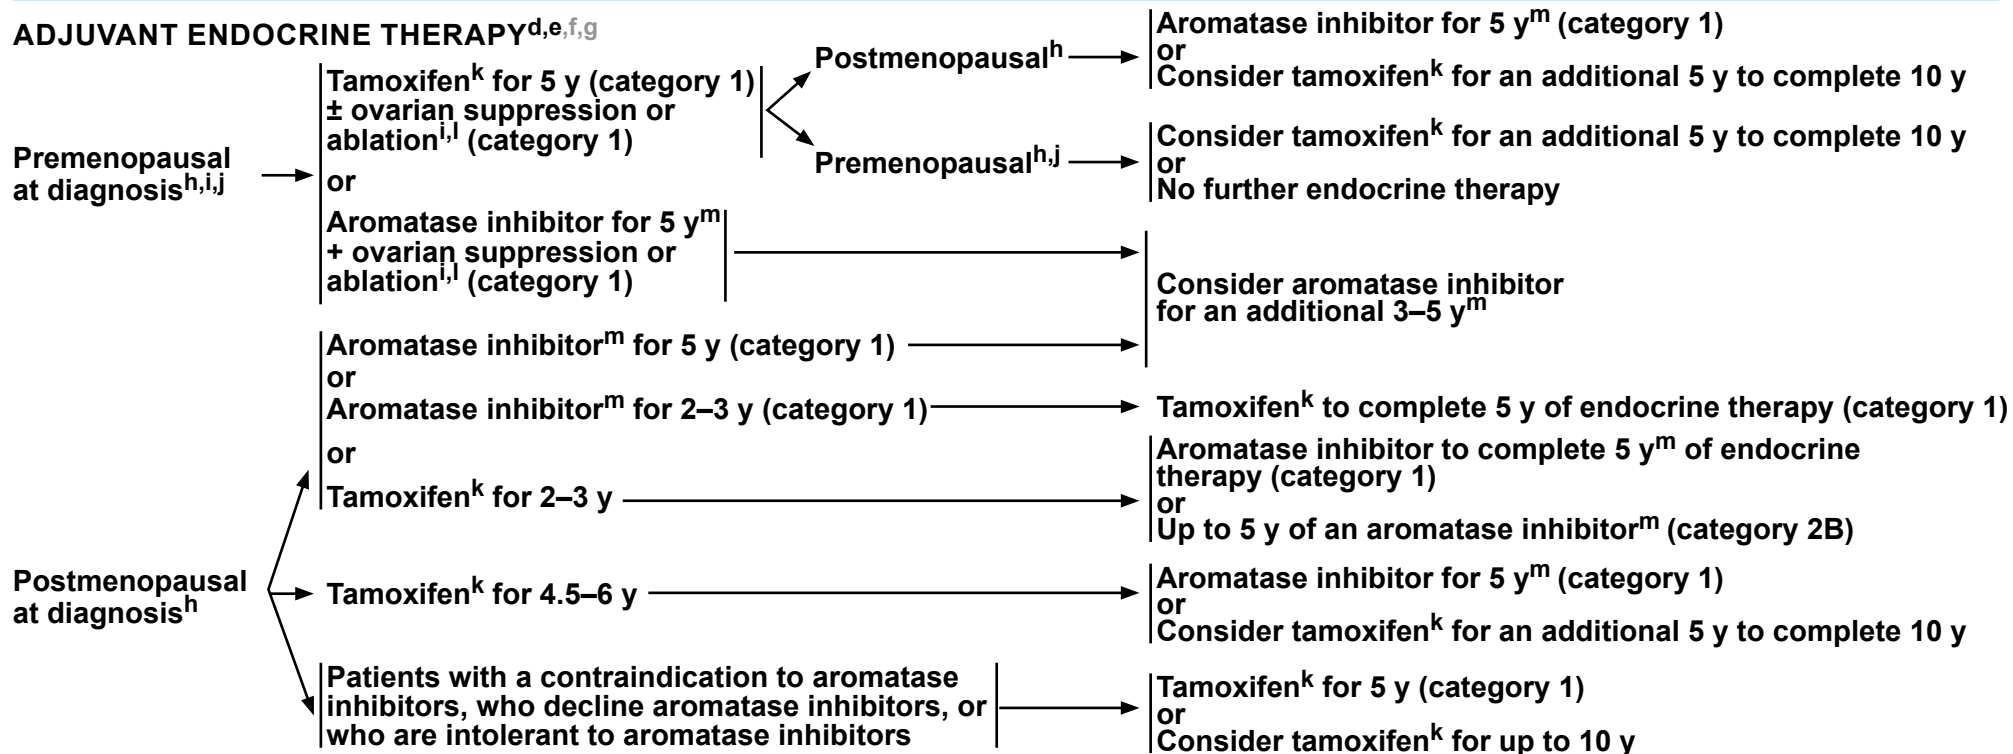 ADJUVANT ENDOCRINE THERAPYd,e,f,g
Premenopausal
at diagnosish,i,j
Tamoxifenk for 5 y (category 1)
± ovarian suppression or
ablationi,l (category 1)
or
Aromatase inhibitor for 5 ym
+ ovarian suppression or
ablationi,l (category 1)
Postmenopausalh
Aromatase inhibitor for 5 ym (category 1)
or
Consider tamoxifenk for an additional 5 y to complete 10 y
Premenopausalh,j
Consider tamoxifenk for an additional 5 y to complete 10 y
or
No further endocrine therapy
Consider aromatase inhibitor
for an additional 3–5 ym
Postmenopausal
at diagnosish
Aromatase inhibitorm for 5 y (category 1)
or
Aromatase inhibitorm for 2–3 y (category 1)
or
Tamoxifenk for 2–3 y
Tamoxifenk to complete 5 y of endocrine therapy (category 1)
Aromatase inhibitor to complete 5 ym of endocrine
therapy (category 1)
or
Up to 5 y of an aromatase inhibitorm (category 2B)
Tamoxifenk for 4.5–6 y
Aromatase inhibitor for 5 ym (category 1)
or
Consider tamoxifenk for an additional 5 y to complete 10 y
Patients with a contraindication to aromatase
inhibitors, who decline aromatase inhibitors, or
who are intolerant to aromatase inhibitors
Tamoxifenk for 5 y (category 1)
or
Consider tamoxifenk for up to 10 y